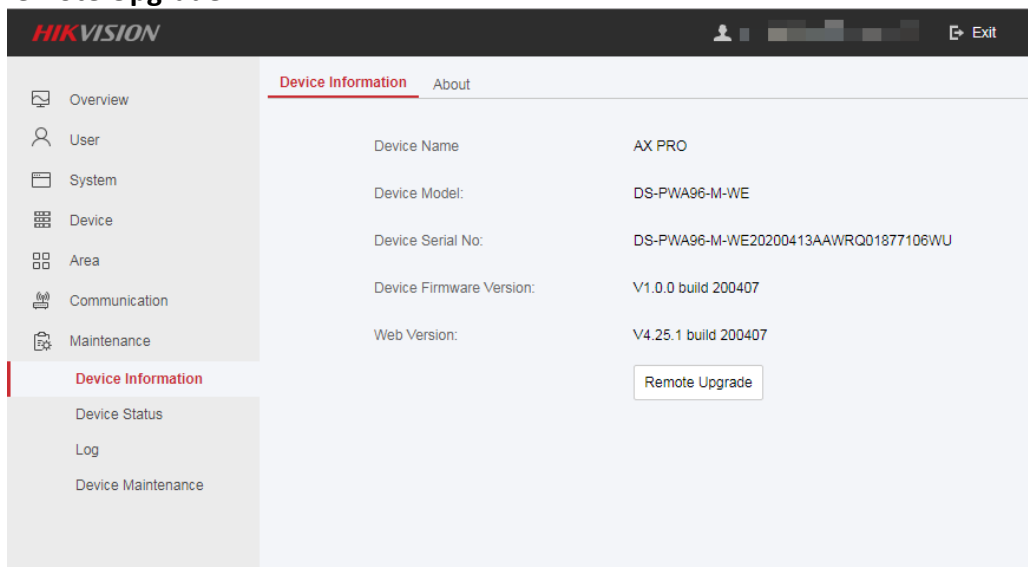 HIKVISION
Exit
Overview
User
System
Device
Area
Communication
Maintenance
Device Information
Device Status
Log
Device Maintenance
Device Information About
Device Name AX PRO
Device Model: DS-PWA96-M-WE
Device Serial No: DS-PWA96-M-WE20200413AAWRQ01877106WU
Device Firmware Version: V1.0.0 build 200407
Web Version: V4.25.1 build 200407
Remote Upgrade